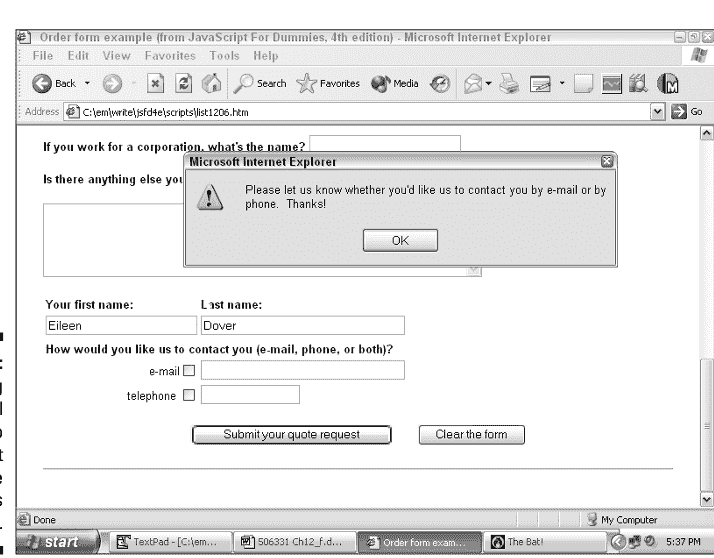 Order form example (from JavaScript For Dummies, 4th edition) - Microsoft Internet Explorer
File Edit View Favorites Tools Help
Back Search Favorites Media
Address C:\em\write\jsfd4e\scripts\list1206.htm Go
If you work for a corporation, what's the name?
Microsoft Internet Explorer
Is there anything else you
Please let us know whether you'd like us to contact you by e-mail or by
phone. Thanks!
OK
Your first name: Last name:
Eileen Dover
How would you like us to contact you (e-mail, phone, or both)?
e-mail
telephone
Submit your quote request Clear the form
Done My Computer
start TextPad - [C:\em... 506331 Ch12_f.d... Order form exam... The Bat! 5:37 PM